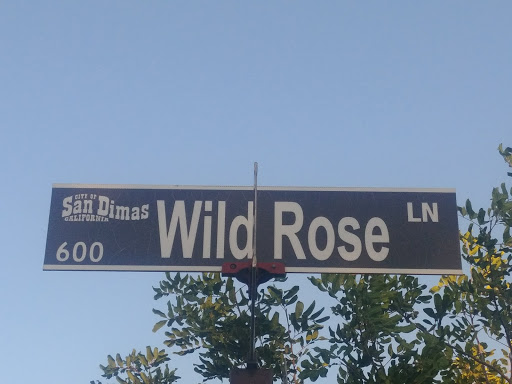 CITY OF
San Dimas
CALIFORNIA
600
Wild Rose LN